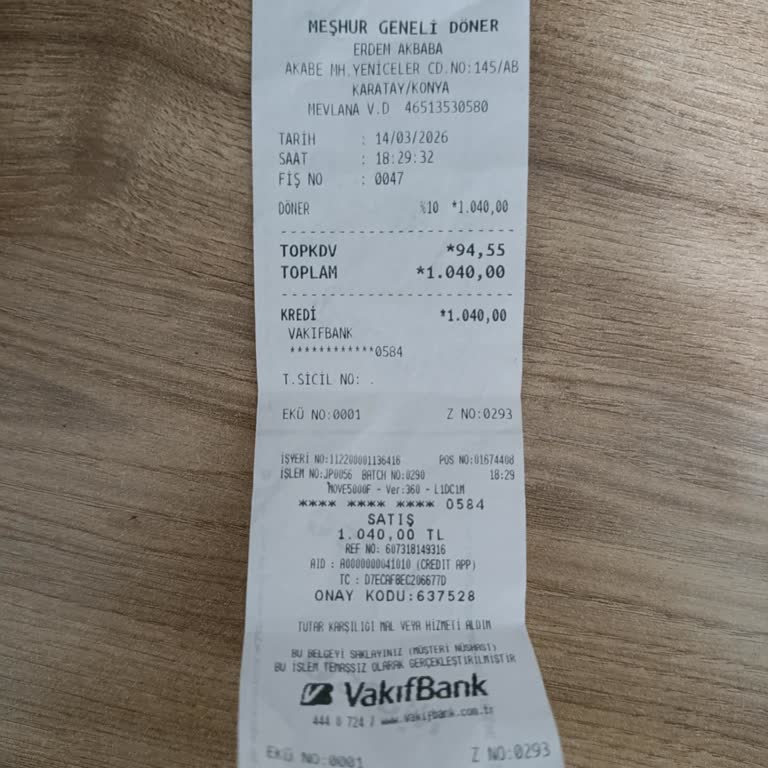 MEŞHUR GENELİ DÖNER
ERDEM AKBABA
AKABE MH.YENİCELER CD.NO:145/AB
KARATAY/KONYA
MEVLANA V.D 46513530580
TARİH : 14/03/2026
SAAT : 18:29:32
FİŞ NO : 0047
DÖNER %10 *1.040,00
TOPKDV *94,55
TOPLAM *1.040,00
KREDİ *1.040,00
VAKIFBANK
************0584
T.SİCİL NO: .
EKÜ NO:0001 Z NO:0293
İŞYERİ NO:112200001136416 POS NO:01674408
İŞLEM NO:JP0056 BATCH NO:0290 18:29
MOVE5000F - Ver:360 - L1DC1M
**** **** **** 0584
SATIŞ
1.040,00 TL
REF NO: 607318149316
AID : A0000000041010 (CREDIT APP)
TC : D7ECAF8EC206677D
ONAY KODU:637528
TUTAR KARŞILIGI MAL VEYA HİZMETİ ALDIM
BU BELGEYİ SAKLAYINIZ (MÜŞTERİ NÜSHASI)
BU İSLEM TEMASSIZ OLARAK GERÇEKLEŞTİRİLMİSTİR
VakıfBank
444 0 724 / www.vakifbank.com.tr
EKÜ NO:0001 Z NO:0293